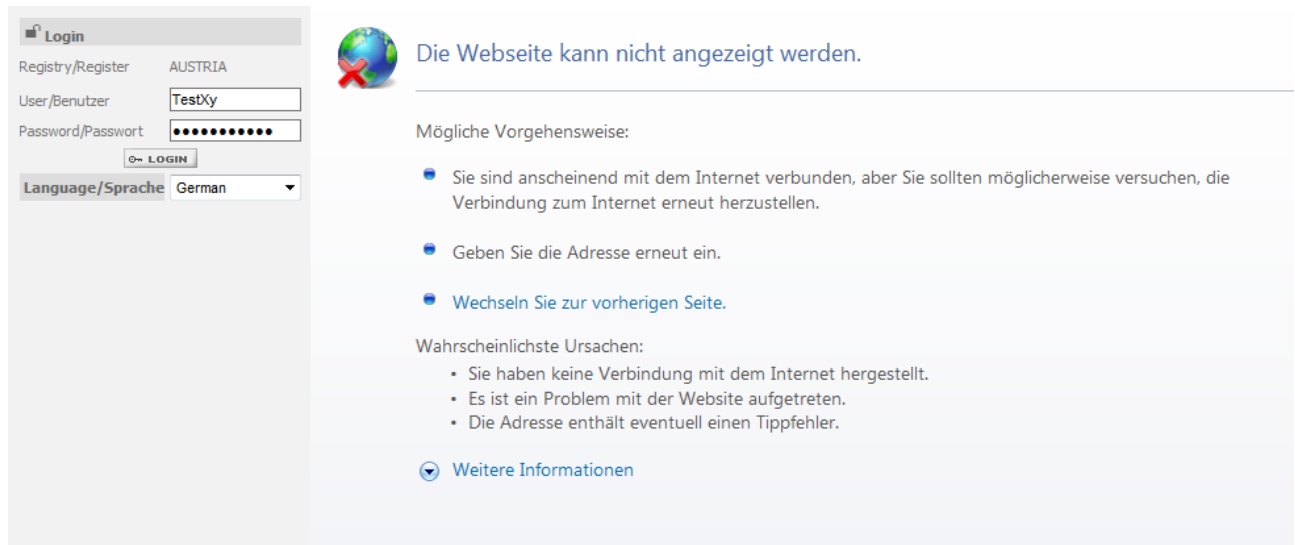 Login
Registry/Register AUSTRIA
User/Benutzer TestXy
Password/Passwort •••••••••••
LOGIN
Language/Sprache German
Die Webseite kann nicht angezeigt werden.
Mögliche Vorgehensweise:
Sie sind anscheinend mit dem Internet verbunden, aber Sie sollten möglicherweise versuchen, die
Verbindung zum Internet erneut herzustellen.
Geben Sie die Adresse erneut ein.
Wechseln Sie zur vorherigen Seite.
Wahrscheinlichste Ursachen:
• Sie haben keine Verbindung mit dem Internet hergestellt.
• Es ist ein Problem mit der Website aufgetreten.
• Die Adresse enthält eventuell einen Tippfehler.
Weitere Informationen